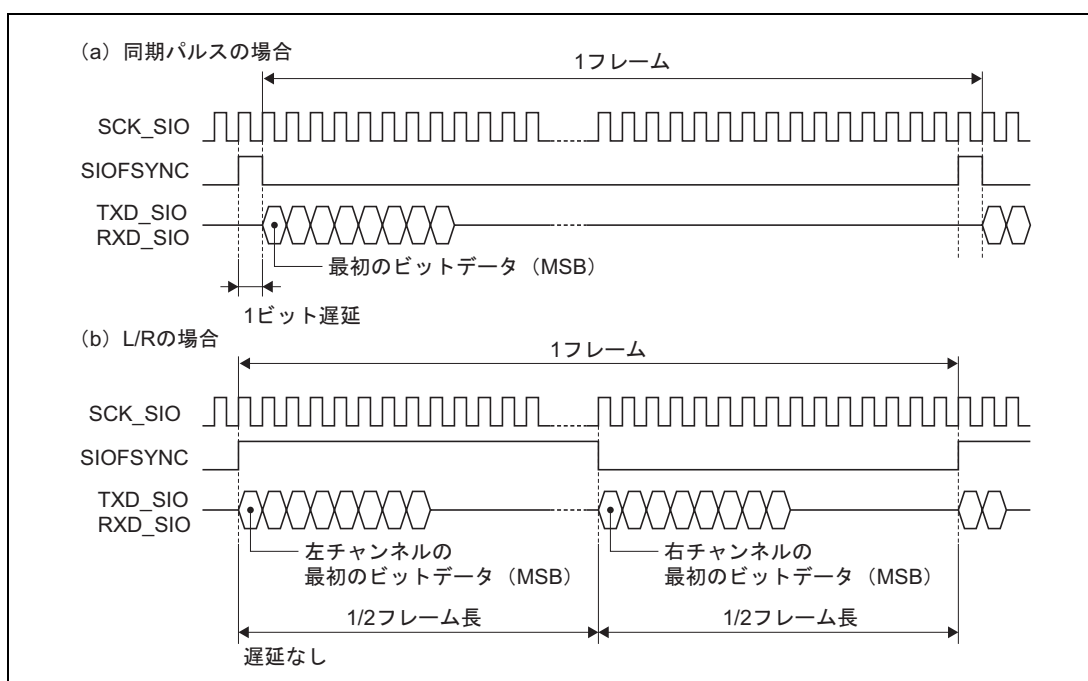 （a）同期パルスの場合
1フレーム
SCK_SIO
SIOFSYNC
TXD_SIO
RXD_SIO
最初のビットデータ（MSB）
1ビット遅延
（b）L/Rの場合
1フレーム
SCK_SIO
SIOFSYNC
TXD_SIO
RXD_SIO
左チャンネルの
最初のビットデータ（MSB）
右チャンネルの
最初のビットデータ（MSB）
1/2フレーム長
1/2フレーム長
遅延なし